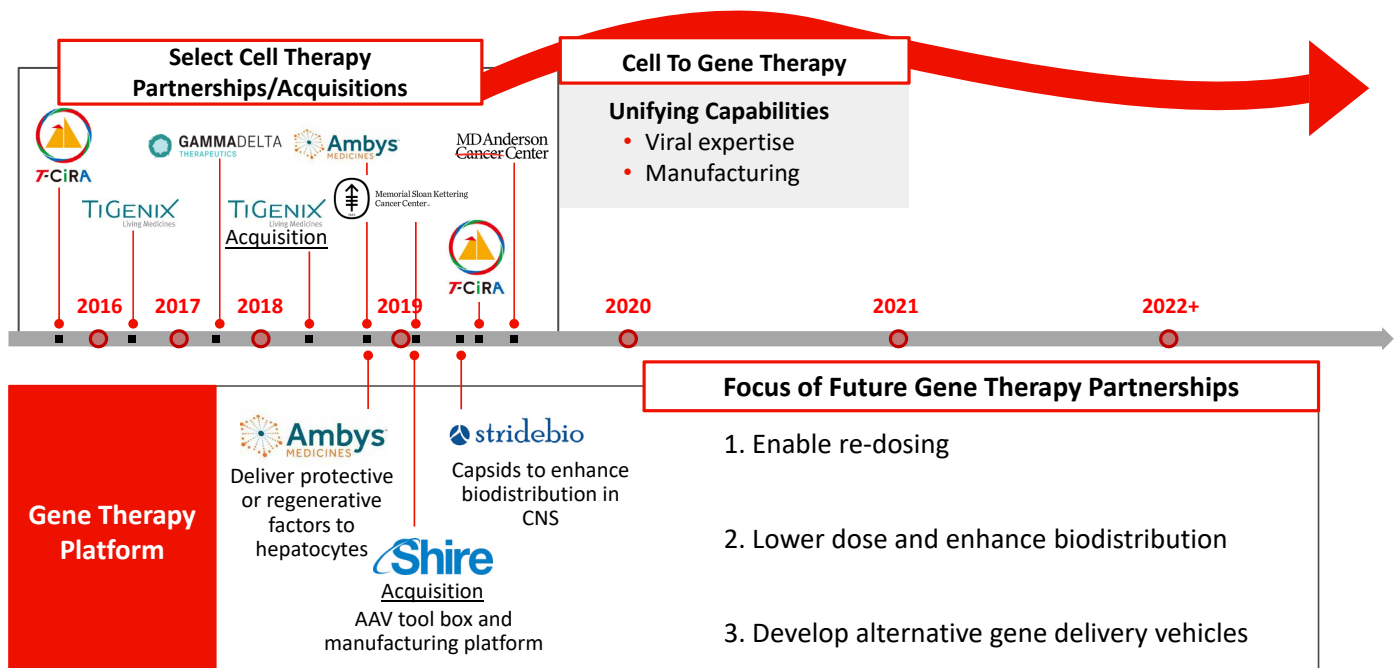 Select Cell Therapy
Partnerships/Acquisitions
Cell To Gene Therapy
Unifying Capabilities
• Viral expertise
• Manufacturing
T-CiRA
GAMMADELTA
THERAPEUTICS
Ambys
MEDICINES
MDAnderson
Cancer Center
TiGenix
Living Medicines
TiGenix
Living Medicines
Acquisition
Memorial Sloan Kettering
Cancer Center
T-CiRA
2016
2017
2018
2019
2020
2021
2022+
Gene Therapy
Platform
Ambys
MEDICINES
Deliver protective
or regenerative
factors to
hepatocytes
Shire
Acquisition
AAV tool box and
manufacturing platform
stridebio
Capsids to enhance
biodistribution in
CNS
Focus of Future Gene Therapy Partnerships
1. Enable re-dosing
2. Lower dose and enhance biodistribution
3. Develop alternative gene delivery vehicles